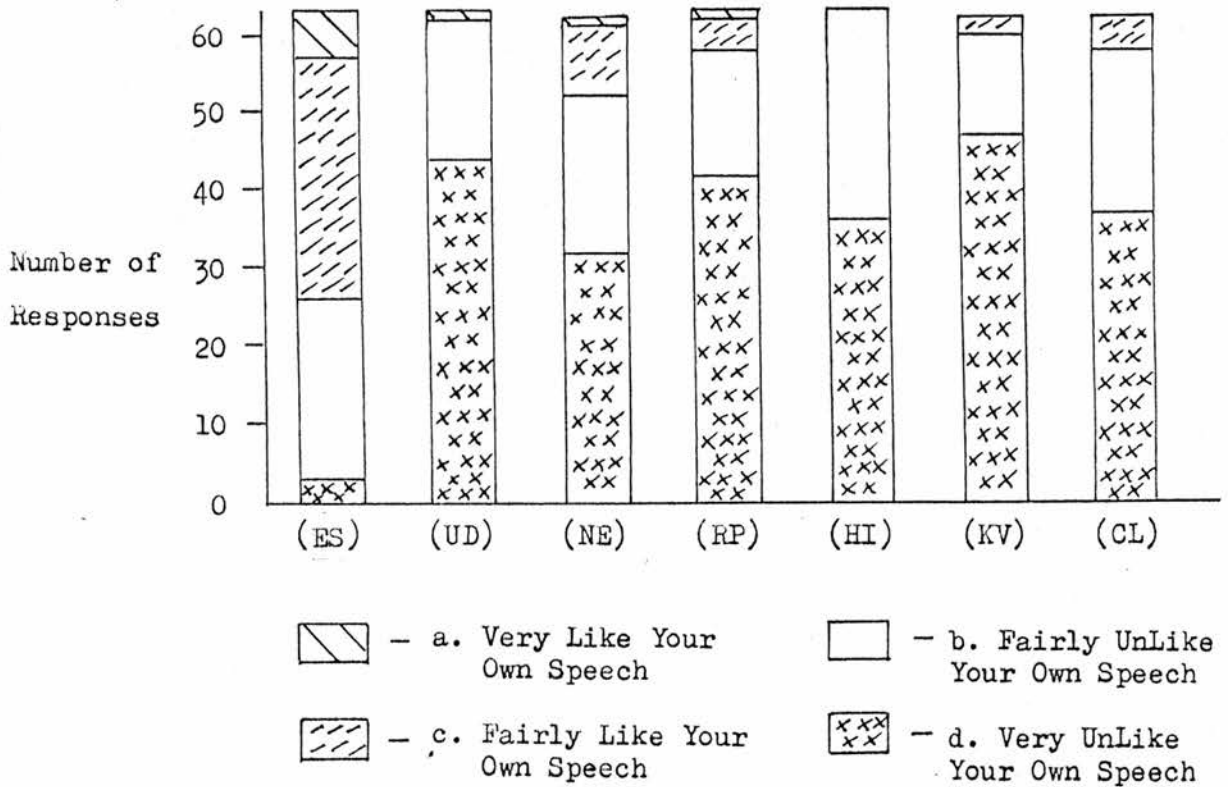 60
50
40
30
20
10
0
Number of
Responses
(ES) (UD) (NE) (RP) (HI) (KV) (CL)
– a. Very Like Your
Own Speech
– b. Fairly UnLike
Your Own Speech
– c. Fairly Like Your
Own Speech
– d. Very UnLike
Your Own Speech